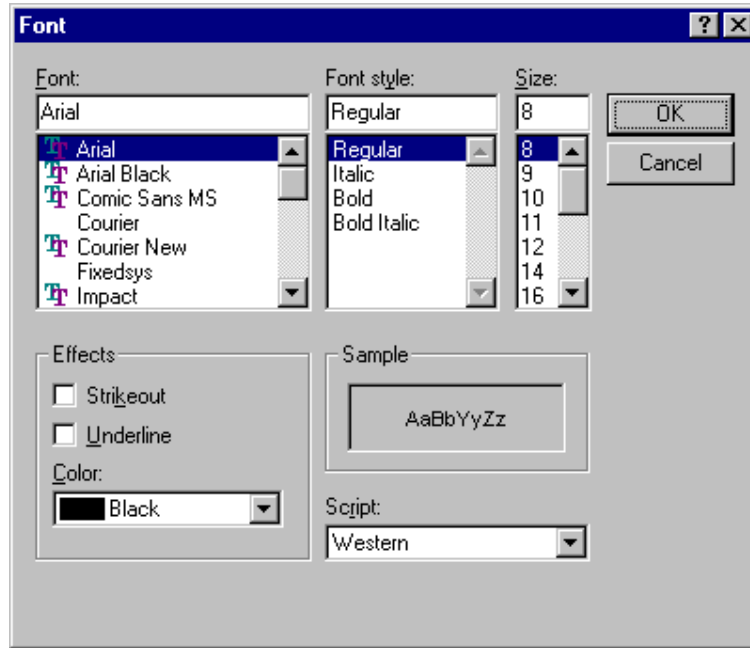 Font
Font:
Font style:
Size:
Arial
Regular
8
OK
Arial
Arial Black
Comic Sans MS
Courier
Courier New
Fixedsys
Impact
Regular
Italic
Bold
Bold Italic
8
9
10
11
12
14
16
Cancel
Effects
Strikeout
Underline
Color:
Black
Sample
AaBbYyZz
Script:
Western